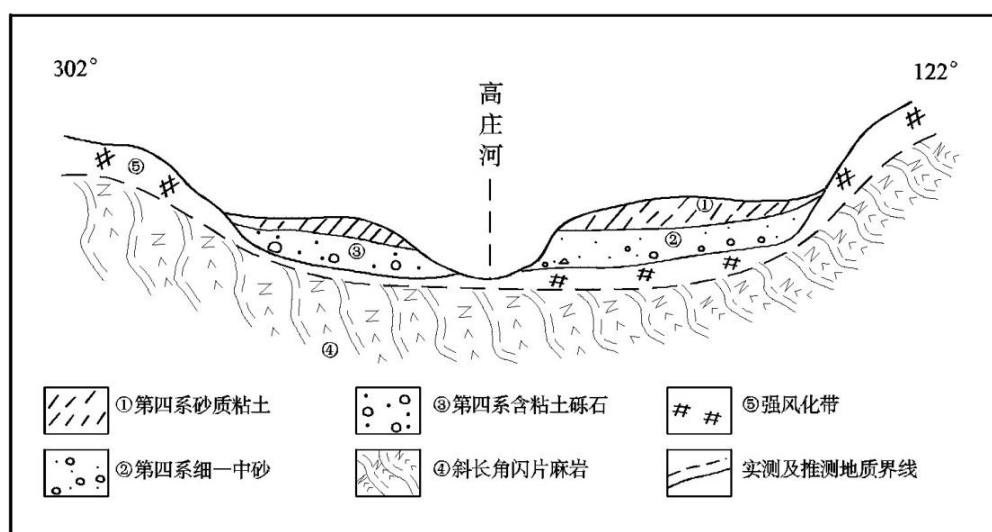 302°
122°
高庄河
⑤
①
②
③
④
①第四系砂质粘土
③第四系含粘土砾石
⑤强风化带
②第四系细一中砂
④斜长角闪片麻岩
实测及推测地质界线